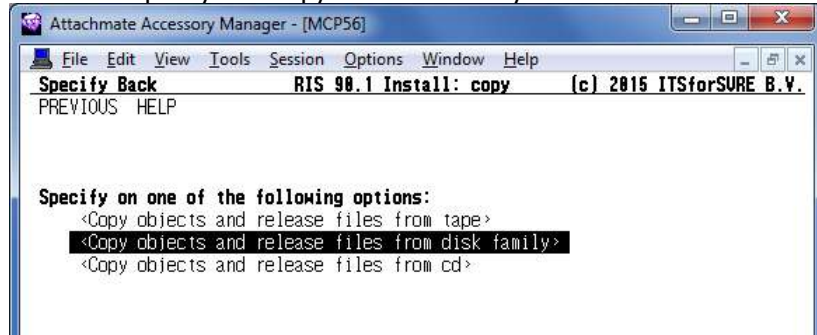 Attachmate Accessory Manager - [MCP56]
File Edit View Tools Session Options Window Help
Specify Back RIS 90.1 Install: copy (c) 2015 ITSforSURE B.V.
PREVIOUS HELP
Specify on one of the following options:
<Copy objects and release files from tape>
<Copy objects and release files from disk family>
<Copy objects and release files from cd>